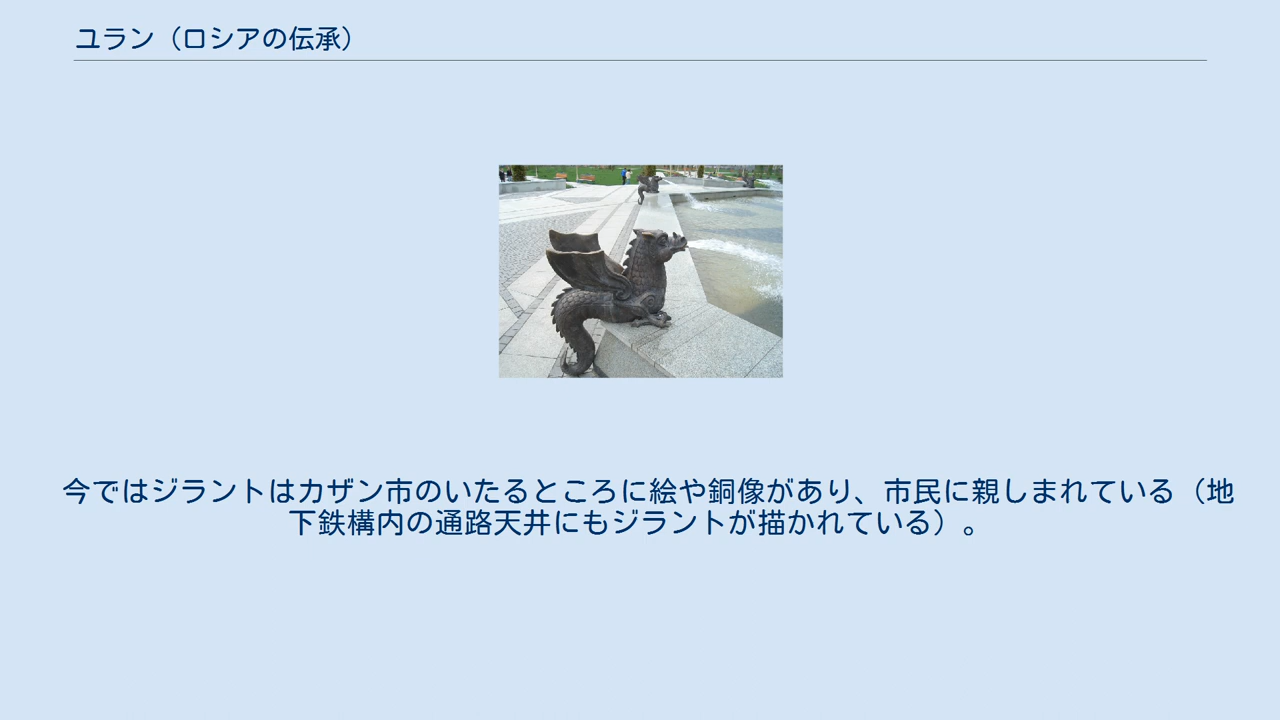 ユラン（ロシアの伝承）
今ではジラントはカザン市のいたるところに絵や銅像があり、市民に親しまれている（地
下鉄構内の通路天井にもジラントが描かれている）。